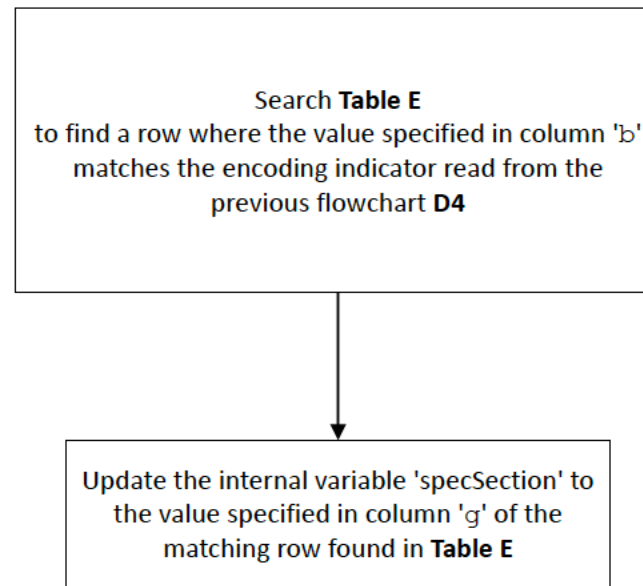 Search Table E
to find a row where the value specified in column 'b'
matches the encoding indicator read from the
previous flowchart D4
Update the internal variable 'specSection' to
the value specified in column 'g' of the
matching row found in Table E